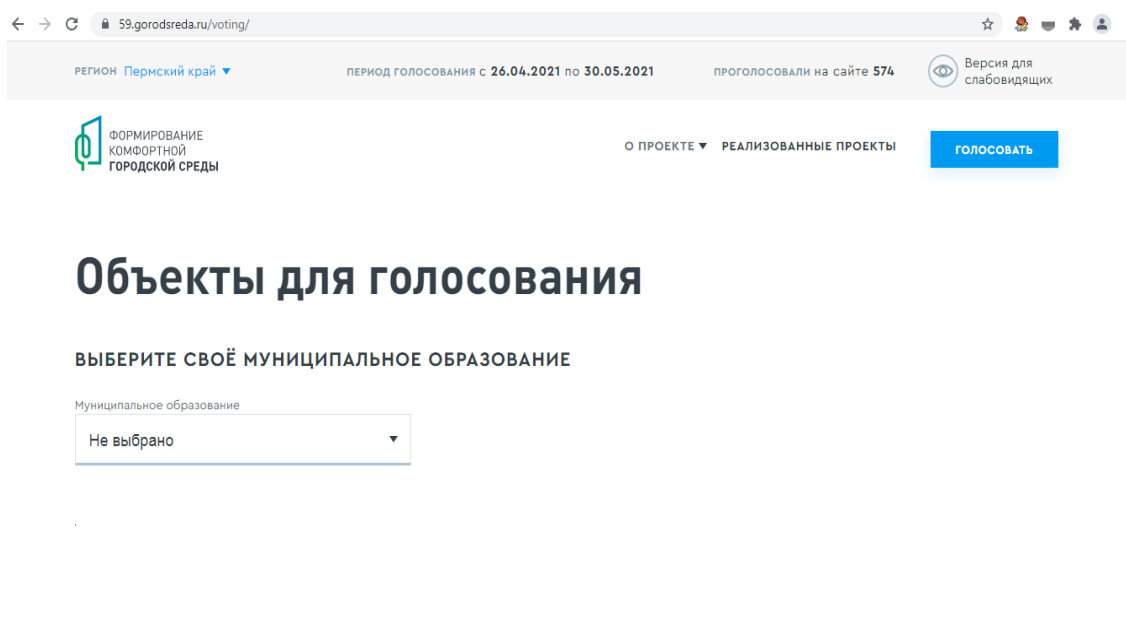 59.gorodsreda.ru/voting/
РЕГИОН Пермский край ▼ ПЕРИОД ГОЛОСОВАНИЯ с 26.04.2021 по 30.05.2021 ПРОГОЛОСОВАЛИ на сайте 574 Версия для
слабовидящих
ФОРМИРОВАНИЕ
КОМФОРТНОЙ
ГОРОДСКОЙ СРЕДЫ
О ПРОЕКТЕ ▼ РЕАЛИЗОВАННЫЕ ПРОЕКТЫ ГОЛОСОВАТЬ
Объекты для голосования
ВЫБЕРИТЕ СВОЁ МУНИЦИПАЛЬНОЕ ОБРАЗОВАНИЕ
Муниципальное образование
Не выбрано